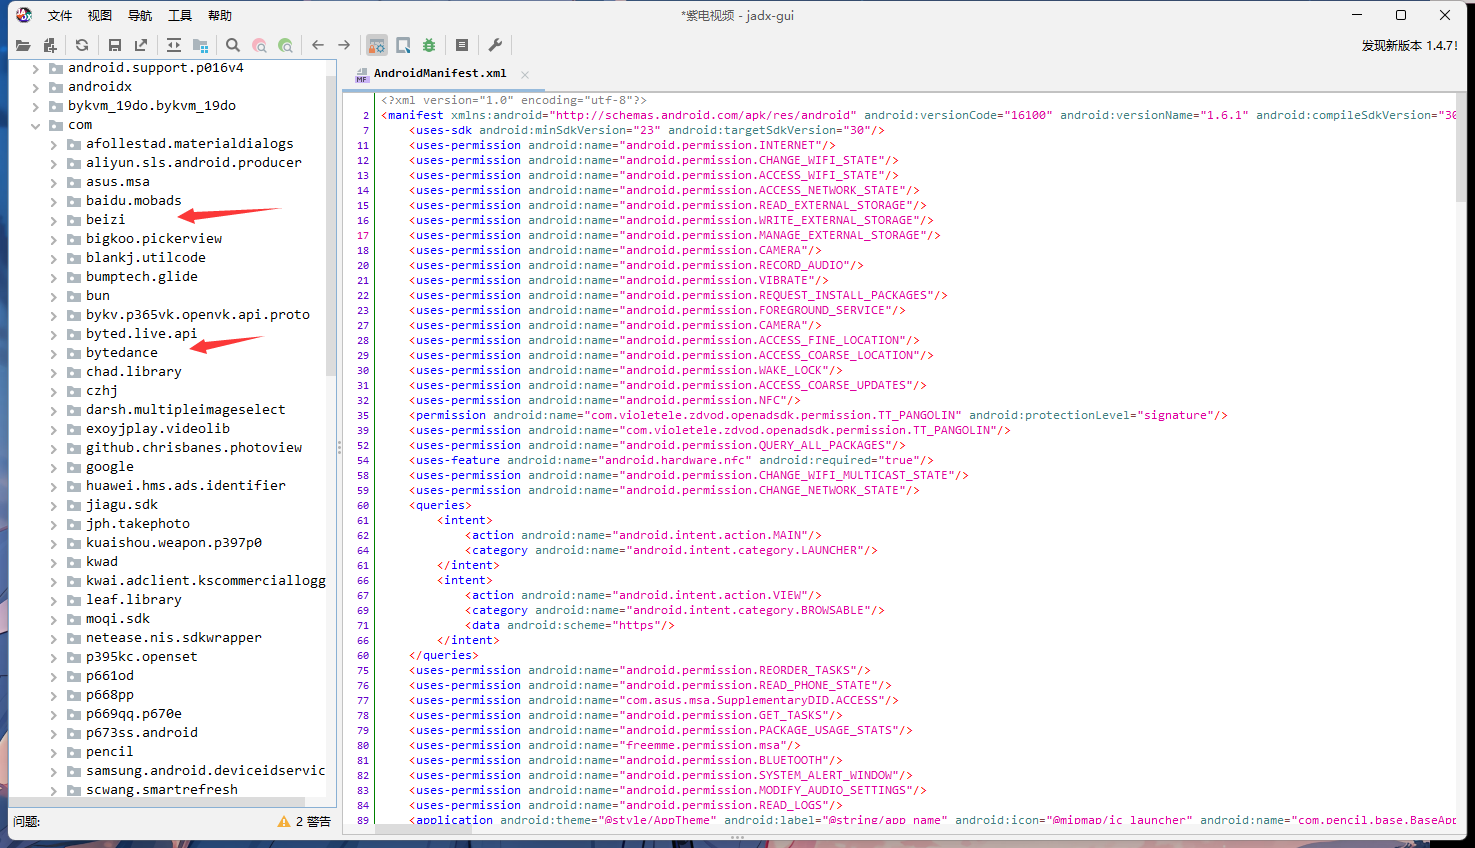 文件 视图 导航 工具 帮助
*紫电视频 - jadx-gui
发现新版本 1.4.7!
android.support.p016v4
androidx
bykvm_19do.bykvm_19do
com
afollestad.materialdialogs
aliyun.sls.android.producer
asus.msa
baidu.mobads
beizi
bigkoo.pickerview
blankj.utilcode
bumptech.glide
bun
bykv.p365vk.openvk.api.proto
byted.live.api
bytedance
chad.library
czhj
darsh.multipleimageselect
exoyjplay.videolib
github.chrisbanes.photoview
google
huawei.hms.ads.identifier
jiagu.sdk
jph.takephoto
kuaishou.weapon.p397p0
kwad
kwai.adclient.kscommerciallogg
leaf.library
moqi.sdk
netease.nis.sdkwrapper
p395kc.openset
p661od
p668pp
p669qq.p670e
p673ss.android
pencil
samsung.android.deviceidservic
scwang.smartrefresh
问题:
2 警告
MF AndroidManifest.xml
<?xml version="1.0" encoding="utf-8"?>
2 <manifest xmlns:android="http://schemas.android.com/apk/res/android" android:versionCode="16100" android:versionName="1.6.1" android:compileSdkVersion="30
7 <uses-sdk android:minSdkVersion="23" android:targetSdkVersion="30"/>
11 <uses-permission android:name="android.permission.INTERNET"/>
12 <uses-permission android:name="android.permission.CHANGE_WIFI_STATE"/>
13 <uses-permission android:name="android.permission.ACCESS_WIFI_STATE"/>
14 <uses-permission android:name="android.permission.ACCESS_NETWORK_STATE"/>
15 <uses-permission android:name="android.permission.READ_EXTERNAL_STORAGE"/>
16 <uses-permission android:name="android.permission.WRITE_EXTERNAL_STORAGE"/>
17 <uses-permission android:name="android.permission.MANAGE_EXTERNAL_STORAGE"/>
18 <uses-permission android:name="android.permission.CAMERA"/>
20 <uses-permission android:name="android.permission.RECORD_AUDIO"/>
21 <uses-permission android:name="android.permission.VIBRATE"/>
22 <uses-permission android:name="android.permission.REQUEST_INSTALL_PACKAGES"/>
23 <uses-permission android:name="android.permission.FOREGROUND_SERVICE"/>
27 <uses-permission android:name="android.permission.CAMERA"/>
28 <uses-permission android:name="android.permission.ACCESS_FINE_LOCATION"/>
29 <uses-permission android:name="android.permission.ACCESS_COARSE_LOCATION"/>
30 <uses-permission android:name="android.permission.WAKE_LOCK"/>
31 <uses-permission android:name="android.permission.ACCESS_COARSE_UPDATES"/>
32 <uses-permission android:name="android.permission.NFC"/>
35 <permission android:name="com.violetele.zdvod.openadsdk.permission.TT_PANGOLIN" android:protectionLevel="signature"/>
39 <uses-permission android:name="com.violetele.zdvod.openadsdk.permission.TT_PANGOLIN"/>
52 <uses-permission android:name="android.permission.QUERY_ALL_PACKAGES"/>
54 <uses-feature android:name="android.hardware.nfc" android:required="true"/>
58 <uses-permission android:name="android.permission.CHANGE_WIFI_MULTICAST_STATE"/>
59 <uses-permission android:name="android.permission.CHANGE_NETWORK_STATE"/>
60 <queries>
61 <intent>
62 <action android:name="android.intent.action.MAIN"/>
64 <category android:name="android.intent.category.LAUNCHER"/>
61 </intent>
66 <intent>
67 <action android:name="android.intent.action.VIEW"/>
69 <category android:name="android.intent.category.BROWSABLE"/>
71 <data android:scheme="https"/>
66 </intent>
60 </queries>
75 <uses-permission android:name="android.permission.REORDER_TASKS"/>
76 <uses-permission android:name="android.permission.READ_PHONE_STATE"/>
77 <uses-permission android:name="com.asus.msa.SupplementaryDID.ACCESS"/>
78 <uses-permission android:name="android.permission.GET_TASKS"/>
79 <uses-permission android:name="android.permission.PACKAGE_USAGE_STATS"/>
80 <uses-permission android:name="freemme.permission.msa"/>
81 <uses-permission android:name="android.permission.BLUETOOTH"/>
82 <uses-permission android:name="android.permission.SYSTEM_ALERT_WINDOW"/>
83 <uses-permission android:name="android.permission.MODIFY_AUDIO_SETTINGS"/>
84 <uses-permission android:name="android.permission.READ_LOGS"/>
89 <application android:theme="@style/AppTheme" android:label="@string/app_name" android:icon="@mipmap/ic_launcher" android:name="com.pencil.base.BaseApp